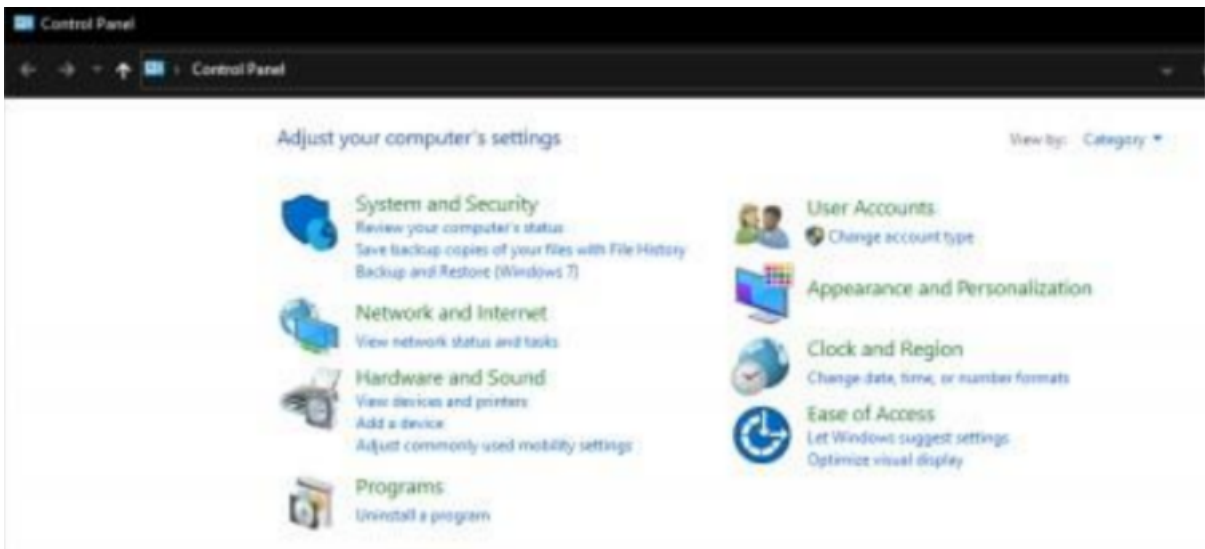 Control Panel
Control Panel
Adjust your computer's settings
View by: Category
System and Security
Review your computer's status
Save backup copies of your files with File History
Backup and Restore (Windows 7)
Network and Internet
View network status and tasks
Hardware and Sound
View devices and printers
Add a device
Adjust commonly used mobility settings
Programs
Uninstall a program
User Accounts
Change account type
Appearance and Personalization
Clock and Region
Change date, time, or number formats
Ease of Access
Let Windows suggest settings
Optimize visual display